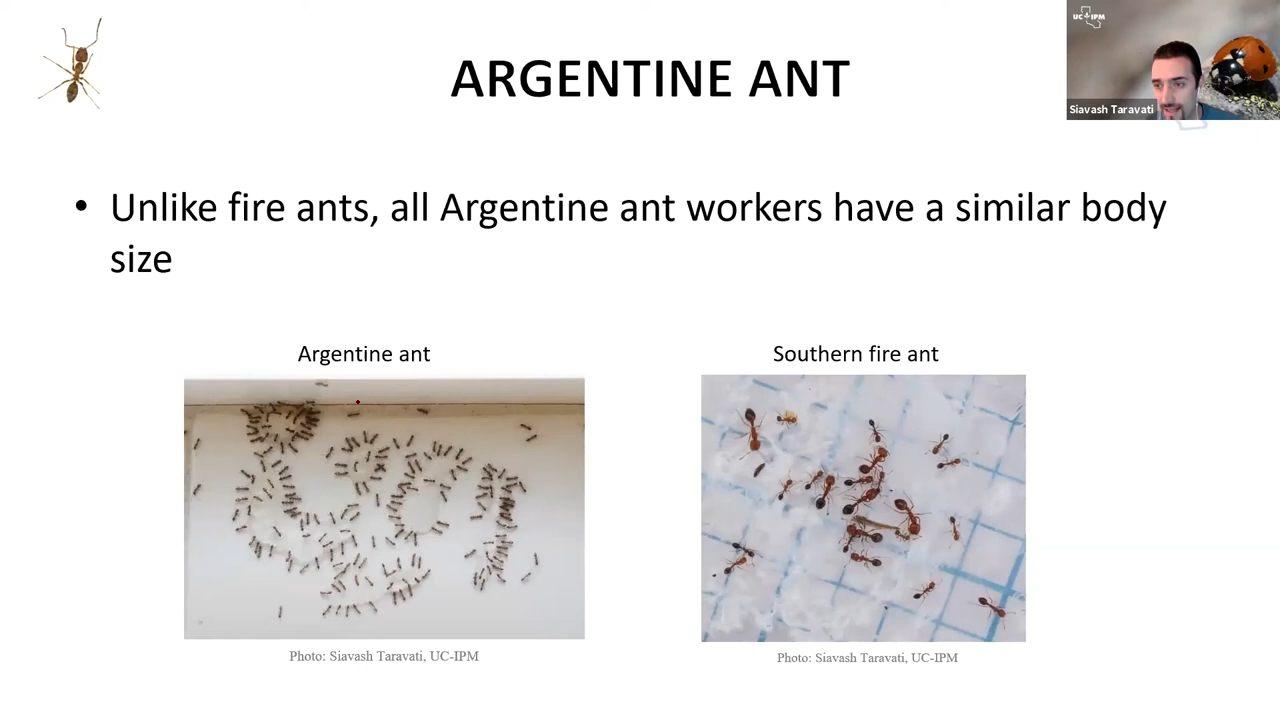 UC IPM
Siavash Taravati
ARGENTINE ANT
• Unlike fire ants, all Argentine ant workers have a similar body
size
Argentine ant
Southern fire ant
Photo: Siavash Taravati, UC-IPM
Photo: Siavash Taravati, UC-IPM